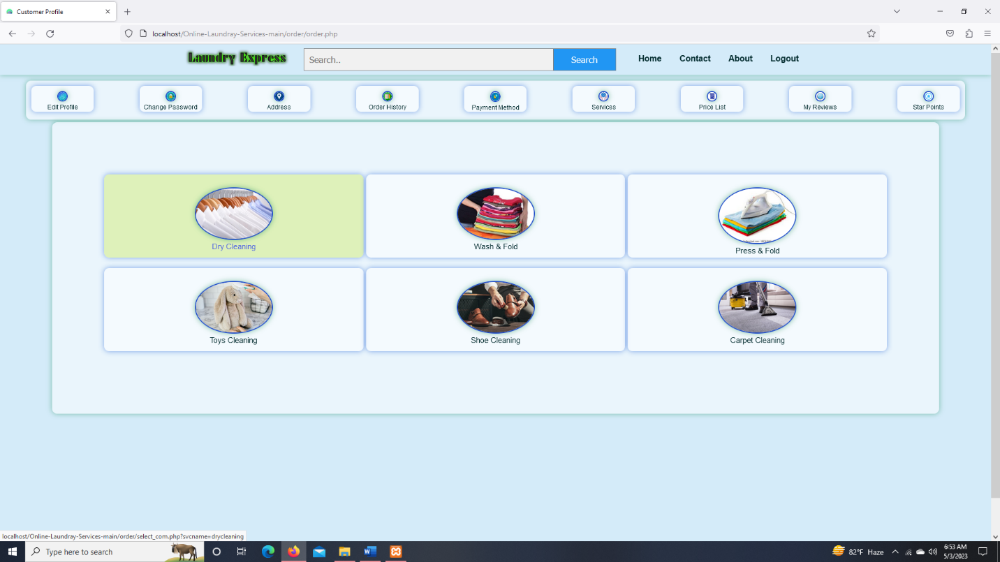 Customer Profile
localhost/Online-Laundray-Services-main/order/order.php
Laundry Express
Search..
Search
Home
Contact
About
Logout
Edit Profile
Change Password
Address
Order History
Payment Method
Services
Price List
My Reviews
Star Points
Dry Cleaning
Wash & Fold
Press & Fold
Toys Cleaning
Shoe Cleaning
Carpet Cleaning
localhost/Online-Laundray-Services-main/order/select_com.php?svcname=drycleaning
Type here to search
82°F Haze
6:53 AM
5/3/2023